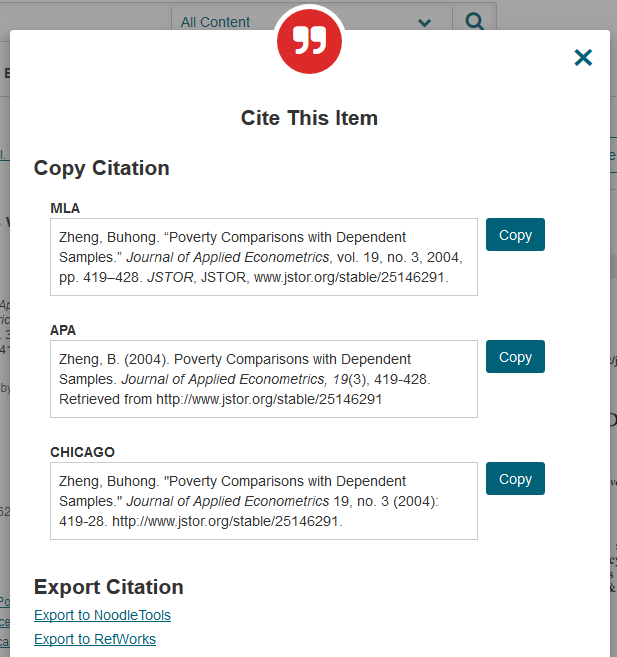 All Content
Cite This Item
Copy Citation
MLA
Zheng, Buhong. “Poverty Comparisons with Dependent
Samples.” Journal of Applied Econometrics, vol. 19, no. 3, 2004,
pp. 419–428. JSTOR, JSTOR, www.jstor.org/stable/25146291.
Copy
APA
Zheng, B. (2004). Poverty Comparisons with Dependent
Samples. Journal of Applied Econometrics, 19(3), 419-428.
Retrieved from http://www.jstor.org/stable/25146291
Copy
CHICAGO
Zheng, Buhong. "Poverty Comparisons with Dependent
Samples." Journal of Applied Econometrics 19, no. 3 (2004):
419-28. http://www.jstor.org/stable/25146291.
Copy
Export Citation
Export to NoodleTools
Export to RefWorks